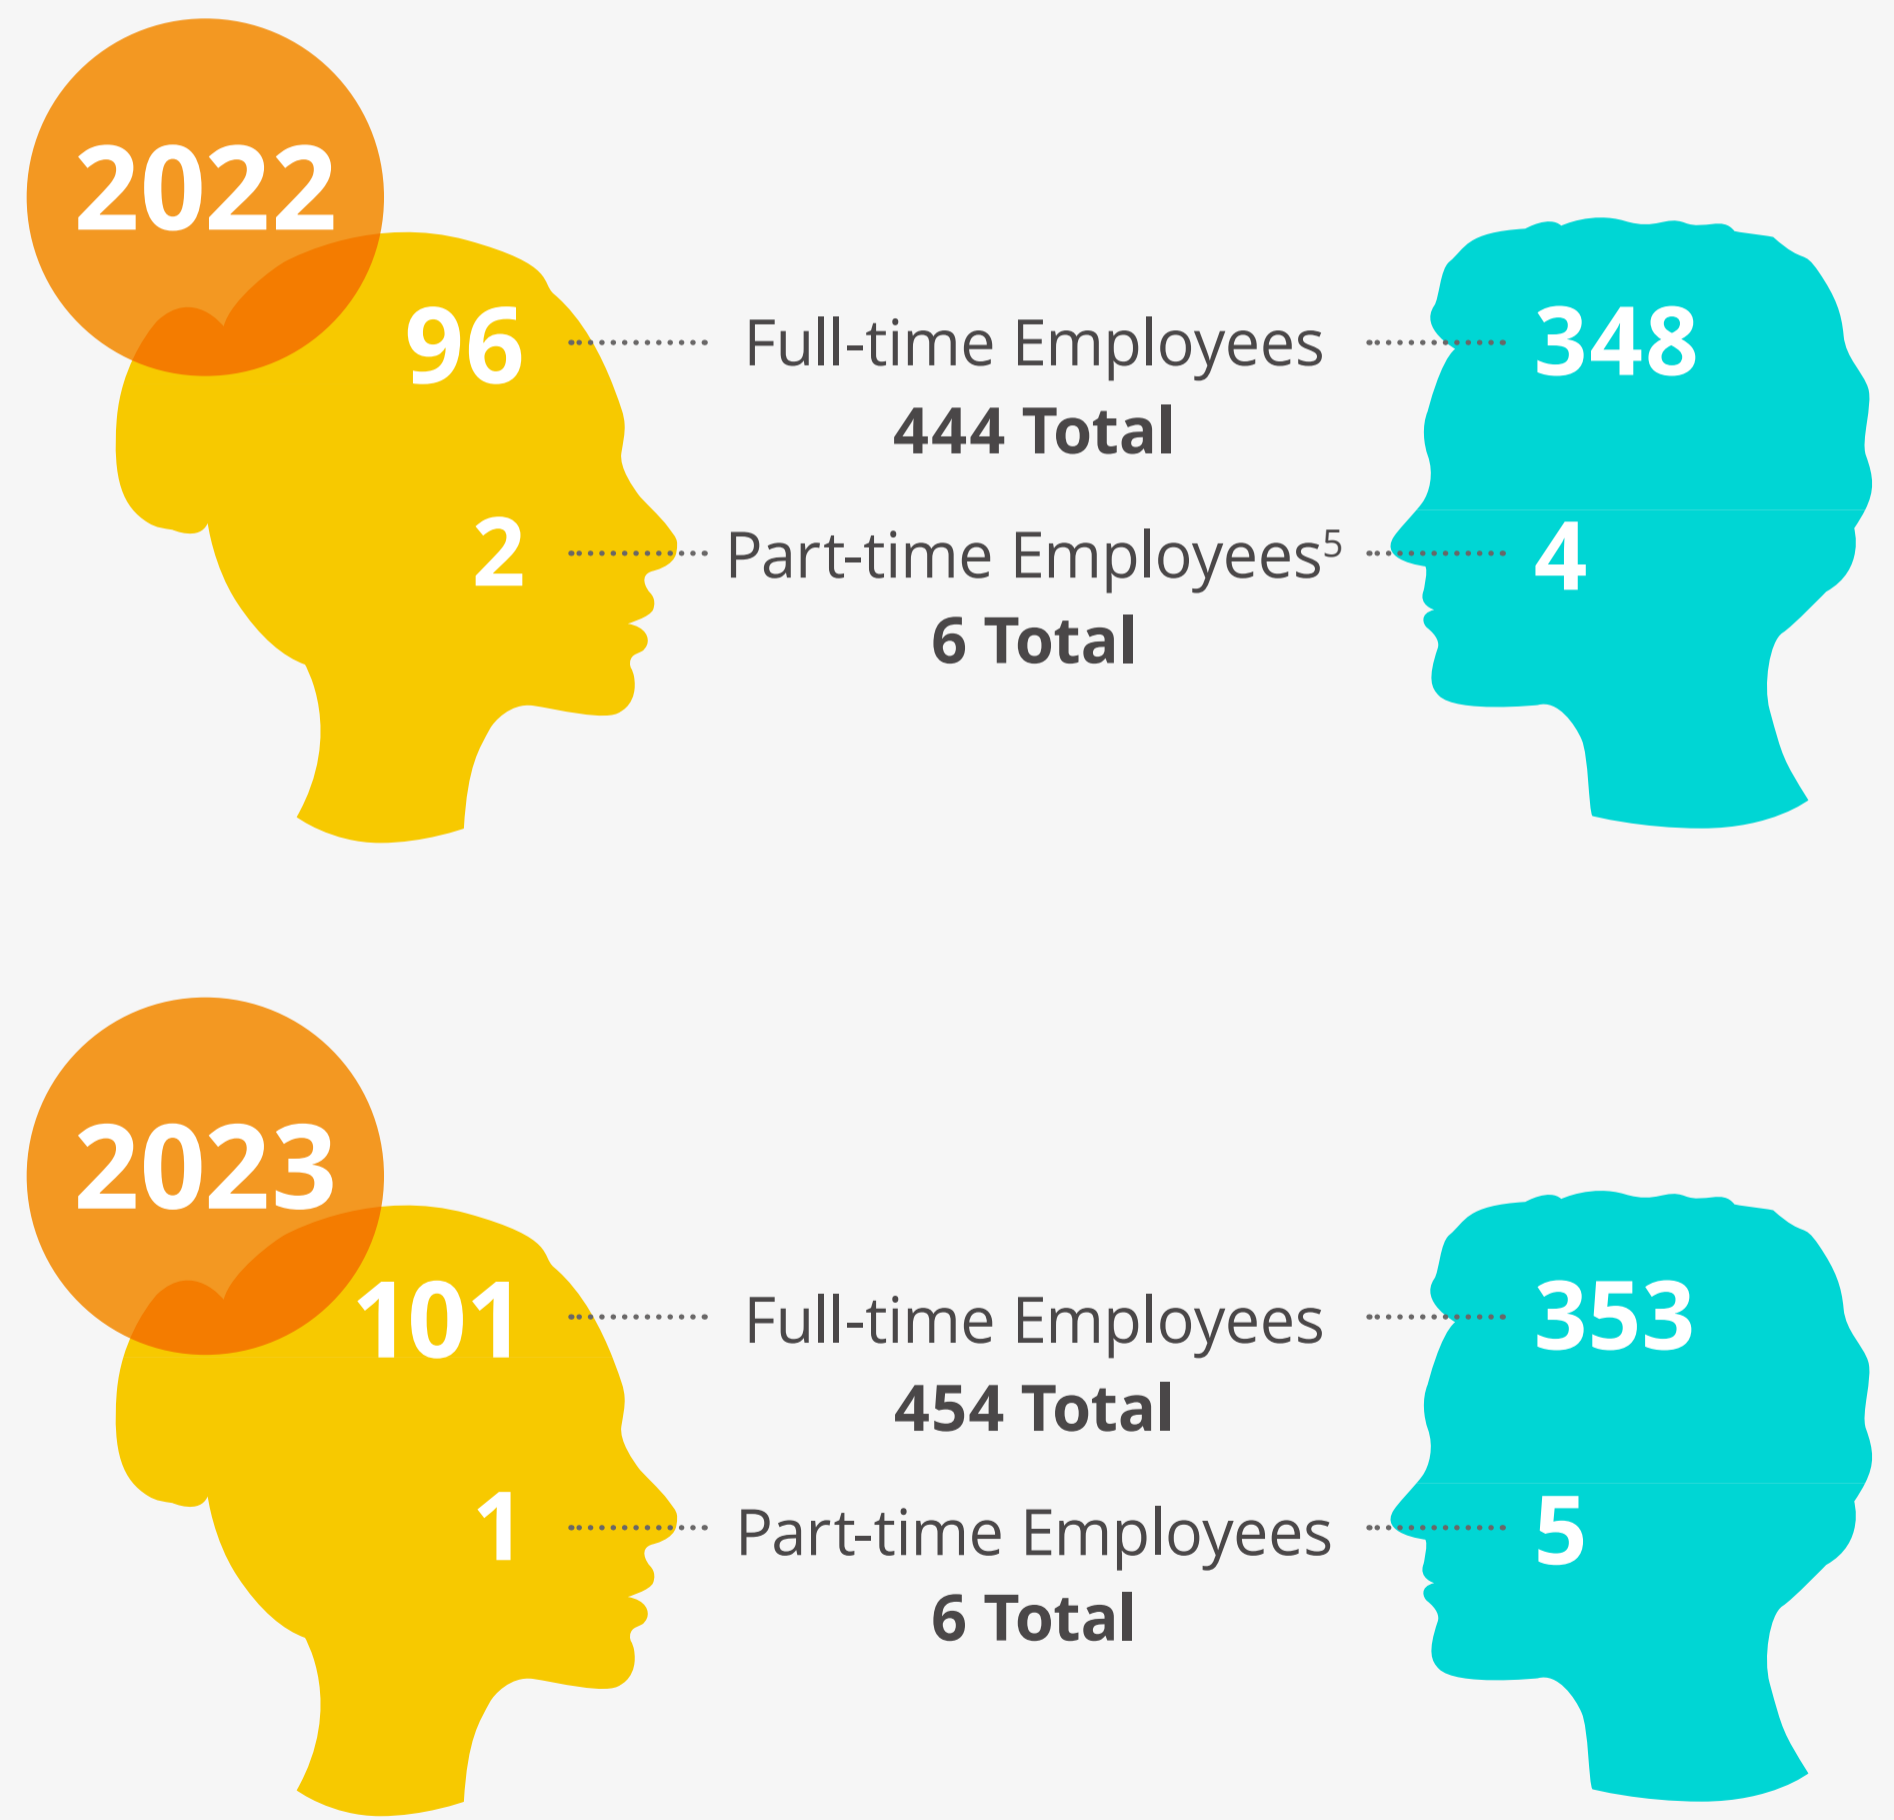 2022
96 Full-time Employees 348
444 Total
2 Part-time Employees⁵ 4
6 Total
2023
101 Full-time Employees 353
454 Total
1 Part-time Employees 5
6 Total